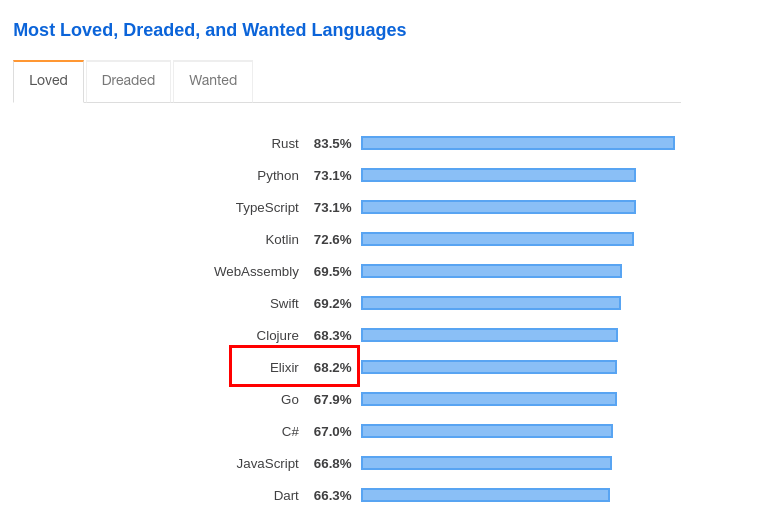 Most Loved, Dreaded, and Wanted Languages
Loved Dreaded Wanted
Rust 83.5%
Python 73.1%
TypeScript 73.1%
Kotlin 72.6%
WebAssembly 69.5%
Swift 69.2%
Clojure 68.3%
Elixir 68.2%
Go 67.9%
C# 67.0%
JavaScript 66.8%
Dart 66.3%